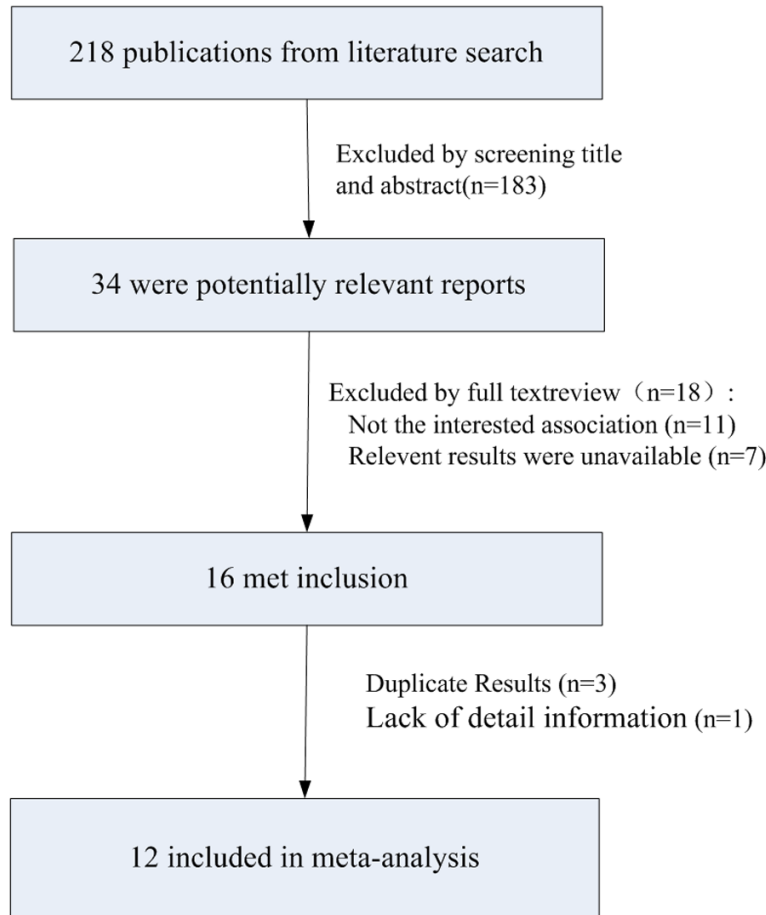 218 publications from literature search
Excluded by screening title
and abstract(n=183)
34 were potentially relevant reports
Excluded by full textreview（n=18）:
Not the interested association (n=11)
Relevent results were unavailable (n=7)
16 met inclusion
Duplicate Results (n=3)
Lack of detail information (n=1)
12 included in meta-analysis